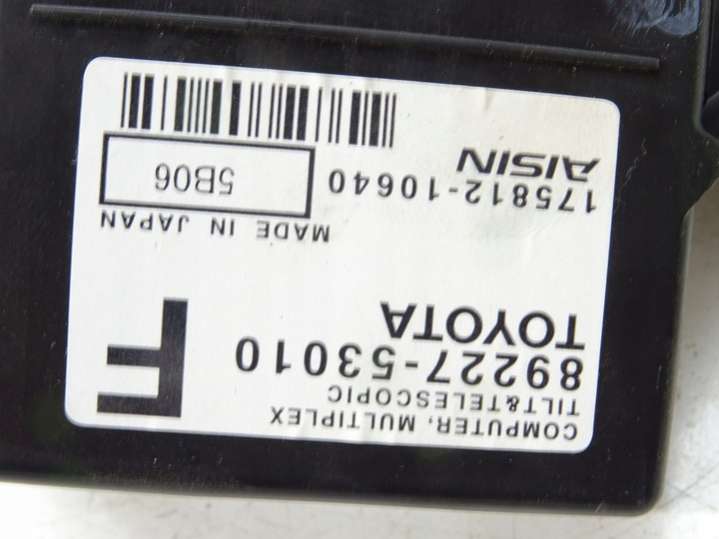 COMPUTER, MULTIPLEX
TILT&TELESCOPIC
89227-53010
TOYOTA
F
MADE IN JAPAN
175812-10640
5B06
AISIN